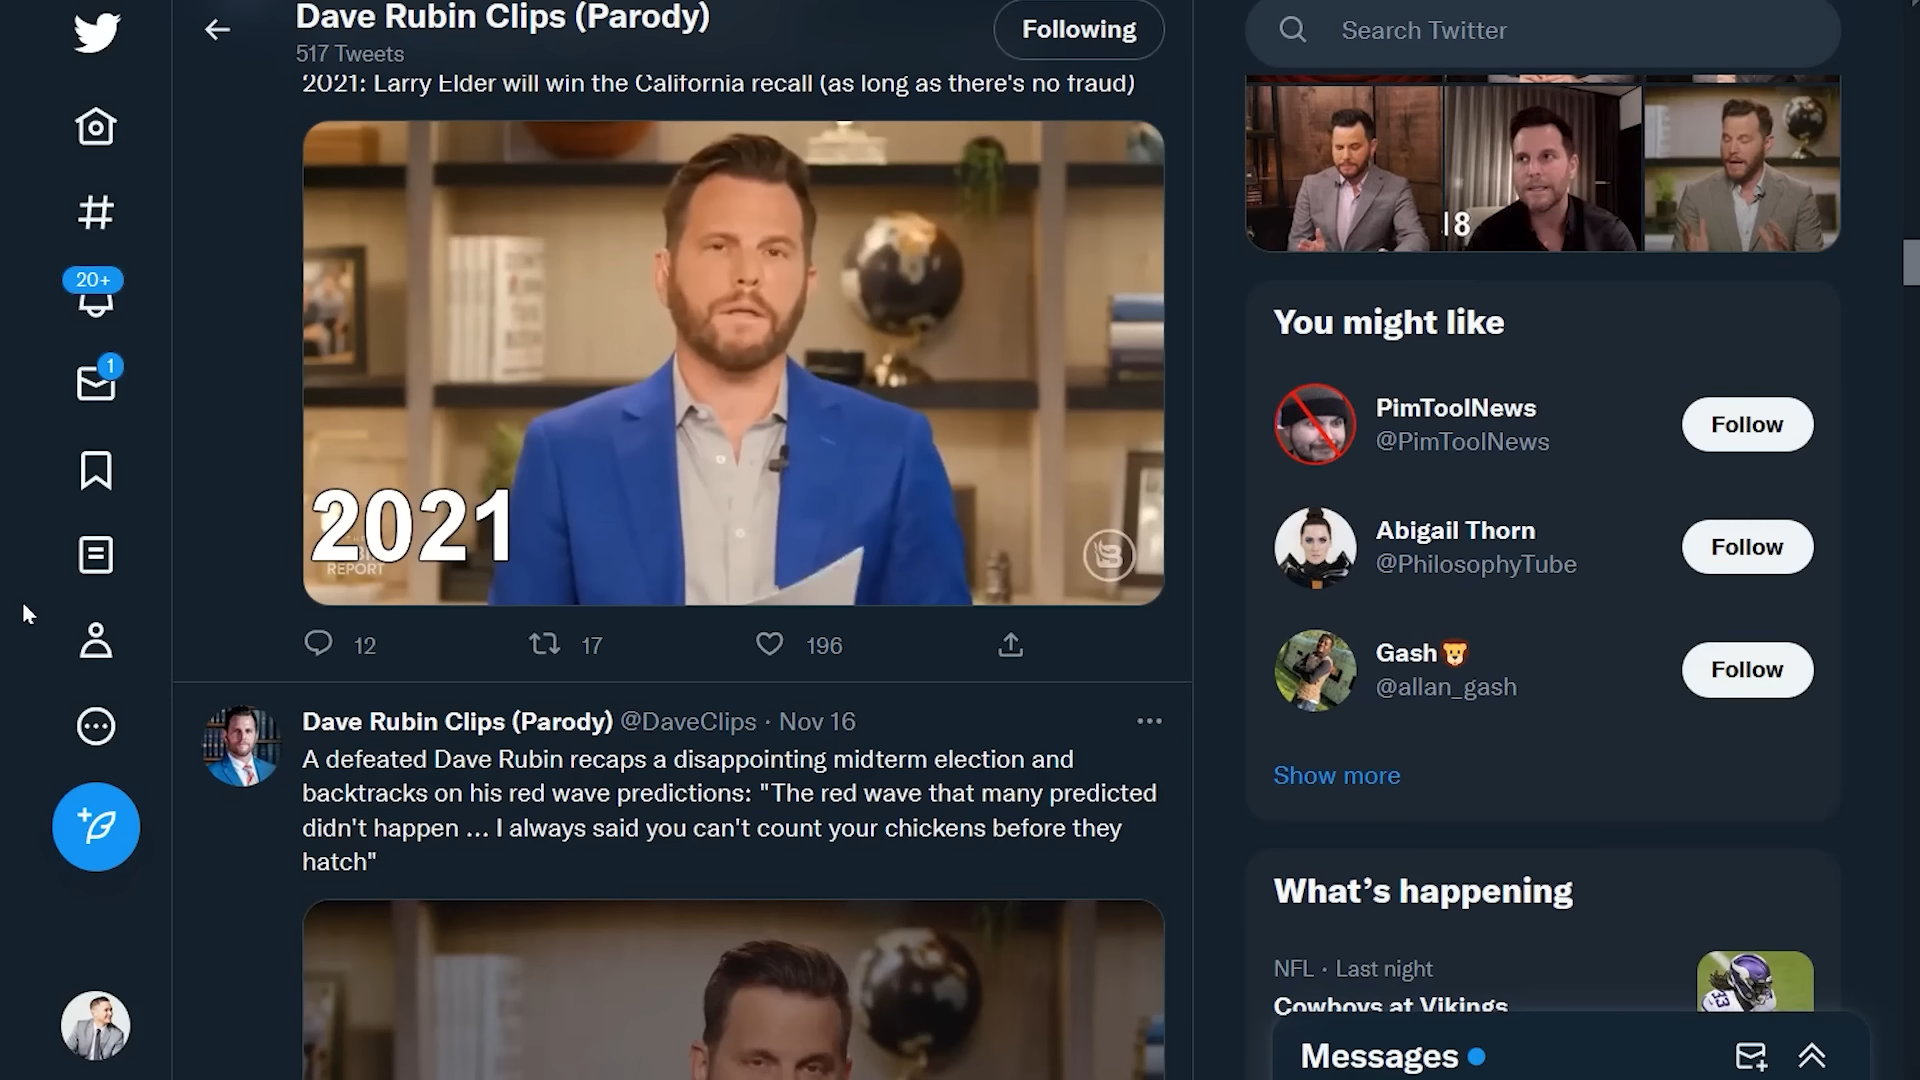 Dave Rubin Clips (Parody)
517 Tweets
Following
2021: Larry Elder will win the California recall (as long as there's no fraud)
2021
REPORT
12
17
196
Dave Rubin Clips (Parody) @DaveClips · Nov 16
A defeated Dave Rubin recaps a disappointing midterm election and
backtracks on his red wave predictions: "The red wave that many predicted
didn't happen ... I always said you can't count your chickens before they
hatch"
20+
1
Search Twitter
18
You might like
PimToolNews
@PimToolNews
Follow
Abigail Thorn
@PhilosophyTube
Follow
Gash
@allan_gash
Follow
Show more
What's happening
NFL · Last night
Cowboys at Vikings
33
Messages